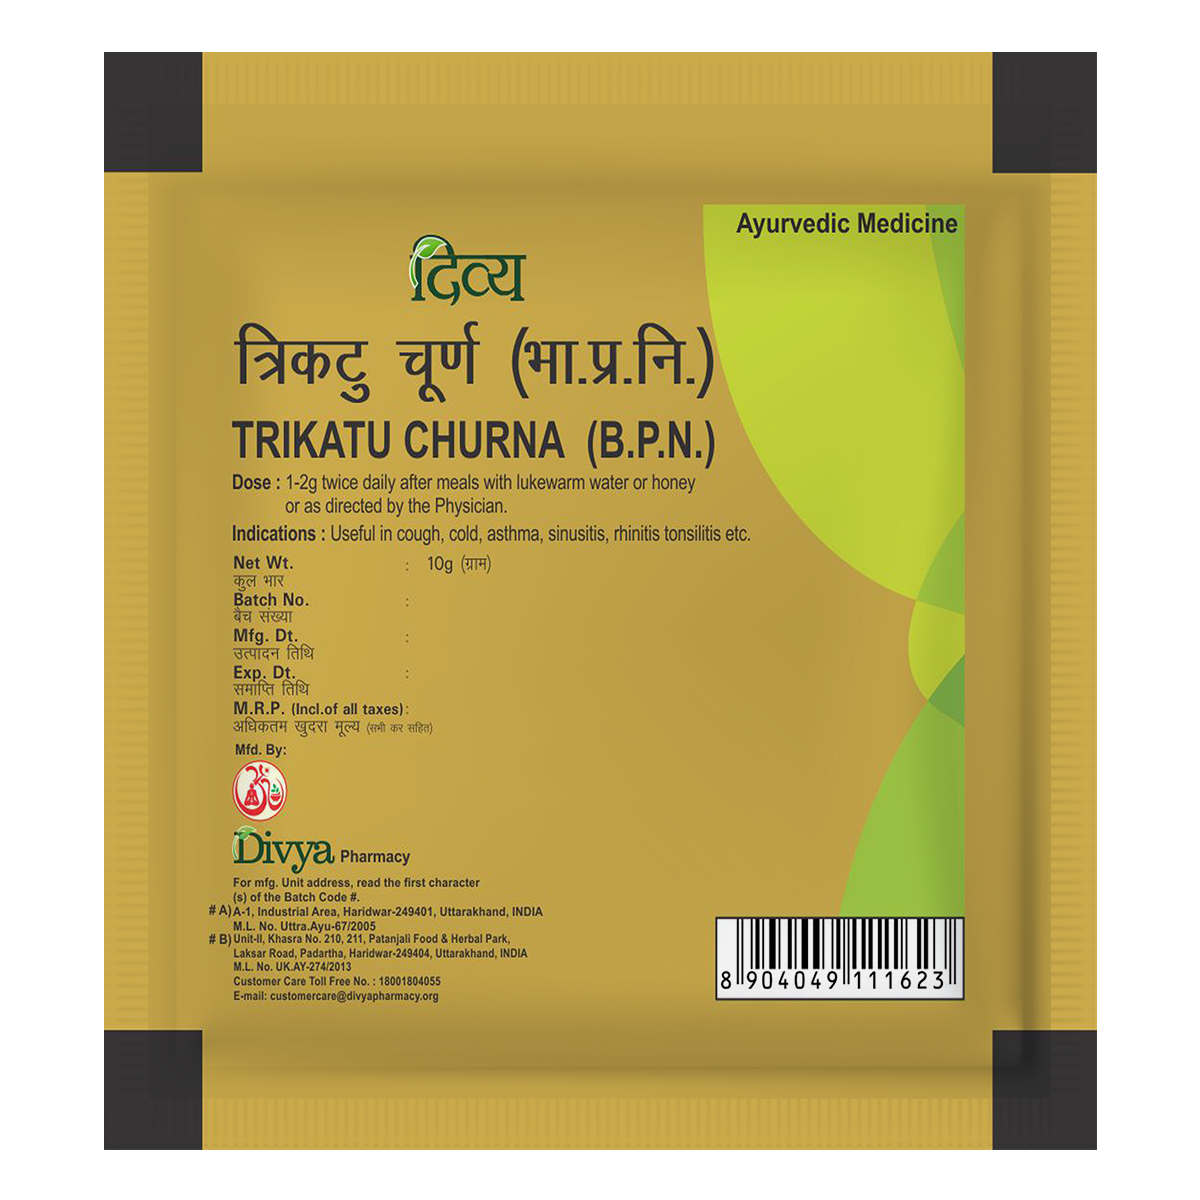 Ayurvedic Medicine
दिव्य
त्रिकटु चूर्ण (भा.प्र.नि.)
TRIKATU CHURNA (B.P.N.)
Dose : 1-2g twice daily after meals with lukewarm water or honey
or as directed by the Physician.
Indications : Useful in cough, cold, asthma, sinusitis, rhinitis tonsilitis etc.
Net Wt. : 10g (ग्राम)
कुल भार
Batch No. :
बैच संख्या
Mfg. Dt. :
उत्पादन तिथि
Exp. Dt. :
समाप्ति तिथि
M.R.P. (Incl.of all taxes):
अधिकतम खुदरा मूल्य (सभी कर सहित)
Mfd. By:
Divya Pharmacy
For mfg. Unit address, read the first character
(s) of the Batch Code #.
# A) A-1, Industrial Area, Haridwar-249401, Uttarakhand, INDIA
M.L. No. Uttra.Ayu-67/2005
# B) Unit-II, Khasra No. 210, 211, Patanjali Food & Herbal Park,
Laksar Road, Padartha, Haridwar-249404, Uttarakhand, INDIA
M.L. No. UK.AY-274/2013
Customer Care Toll Free No. : 18001804055
E-mail: customercare@divyapharmacy.org
8 904049 111623